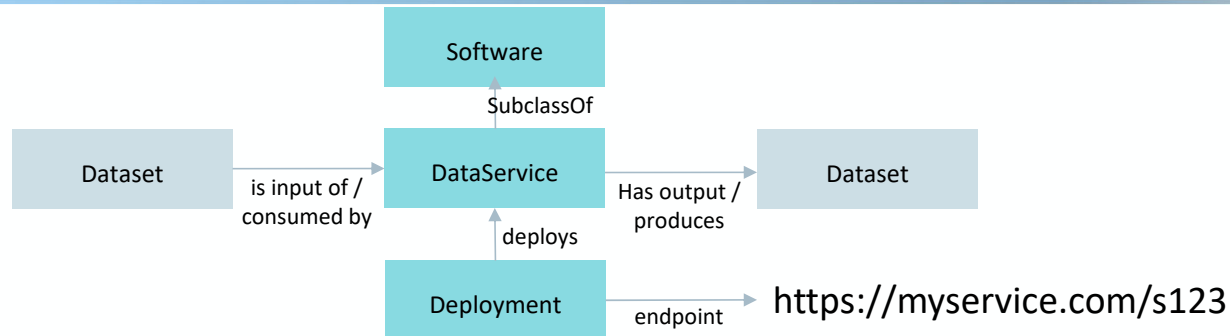 Software
SubclassOf
Dataset
is input of /
consumed by
DataService
Has output /
produces
Dataset
deploys
Deployment
endpoint
https://myservice.com/s123